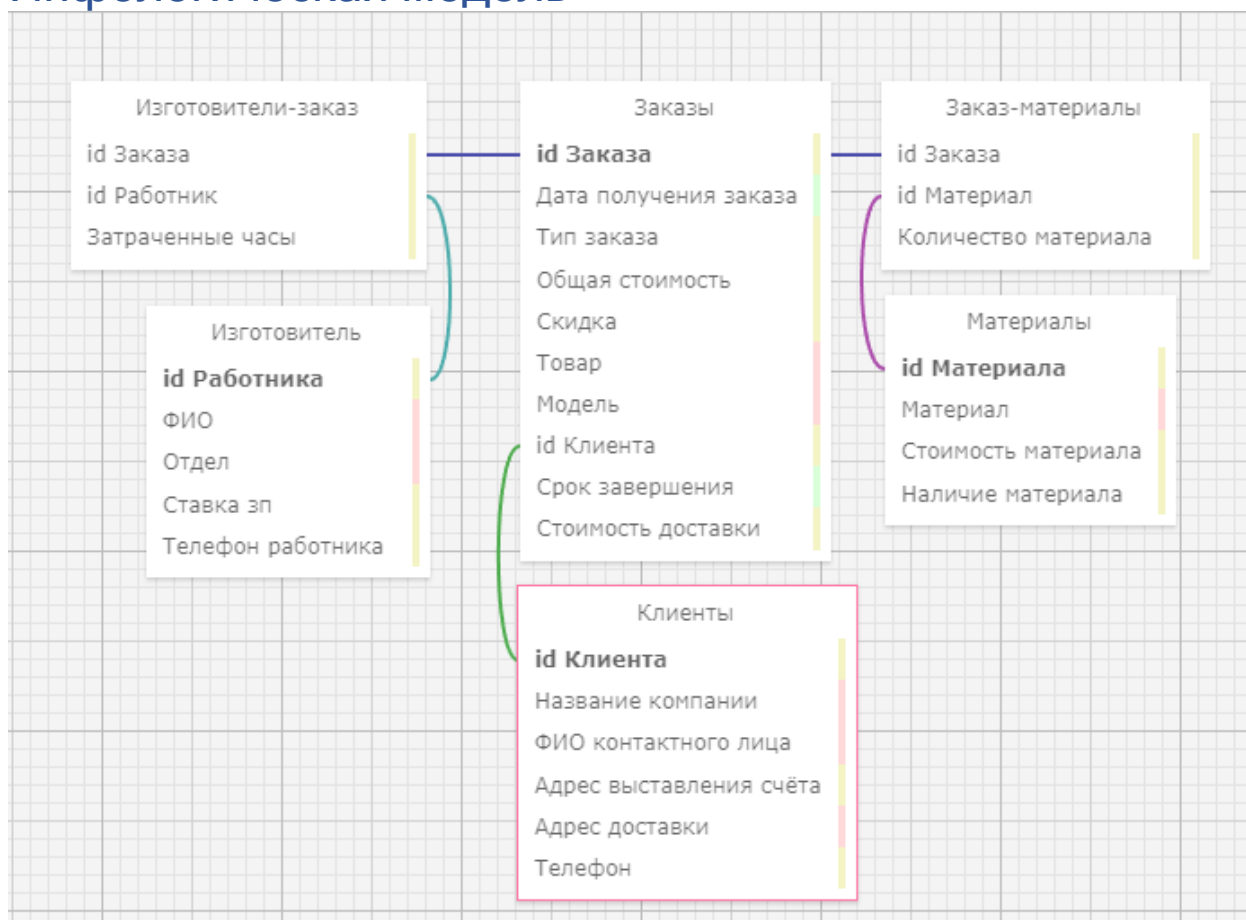 Инфологическая модель
Изготовители-заказ
id Заказа
id Работник
Затраченные часы
Изготовитель
id Работника
ФИО
Отдел
Ставка зп
Телефон работника
Заказы
id Заказа
Дата получения заказа
Тип заказа
Общая стоимость
Скидка
Товар
Модель
id Клиента
Срок завершения
Стоимость доставки
Клиенты
id Клиента
Название компании
ФИО контактного лица
Адрес выставления счёта
Адрес доставки
Телефон
Заказ-материалы
id Заказа
id Материал
Количество материала
Материалы
id Материала
Материал
Стоимость материала
Наличие материала